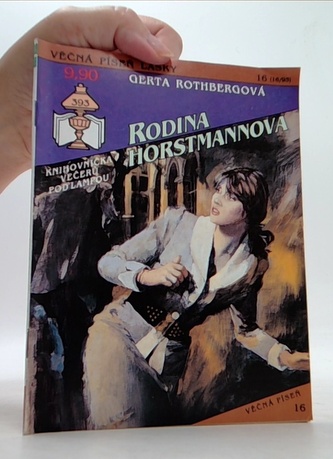 VĚČNÁ PÍSEŇ LÁSKY
16 (16/95)
9,90
GERTA ROTHBERGOVÁ
393
RODINA
HORSTMANNOVA
KNIHOVNIČKA
VEČERŮ
POD LAMPOU
VĚČNÁ PÍSEŇ
16